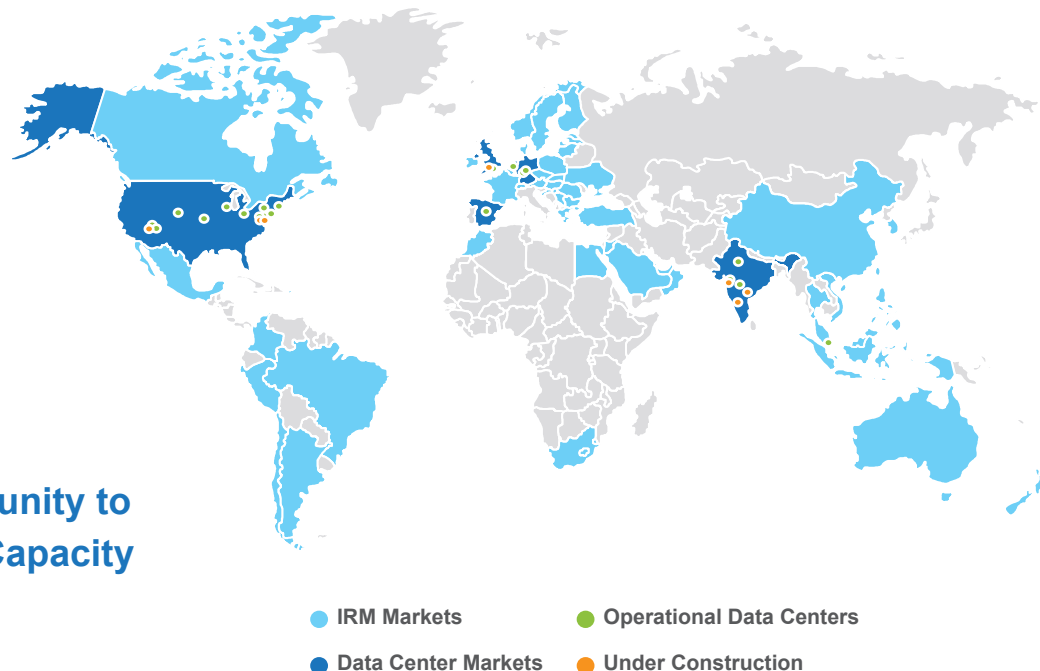 unity to
Capacity
IRM Markets
Operational Data Centers
Data Center Markets
Under Construction